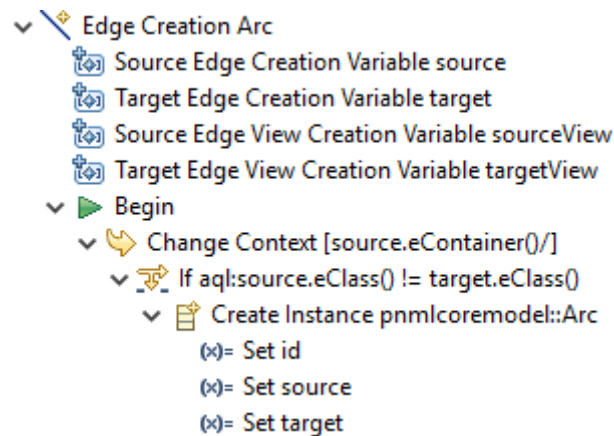 Edge Creation Arc
Source Edge Creation Variable source
Target Edge Creation Variable target
Source Edge View Creation Variable sourceView
Target Edge View Creation Variable targetView
Begin
Change Context [source.eContainer()/]
If aql:source.eClass() != target.eClass()
Create Instance pnmlcoremodel::Arc
(x)= Set id
(x)= Set source
(x)= Set target